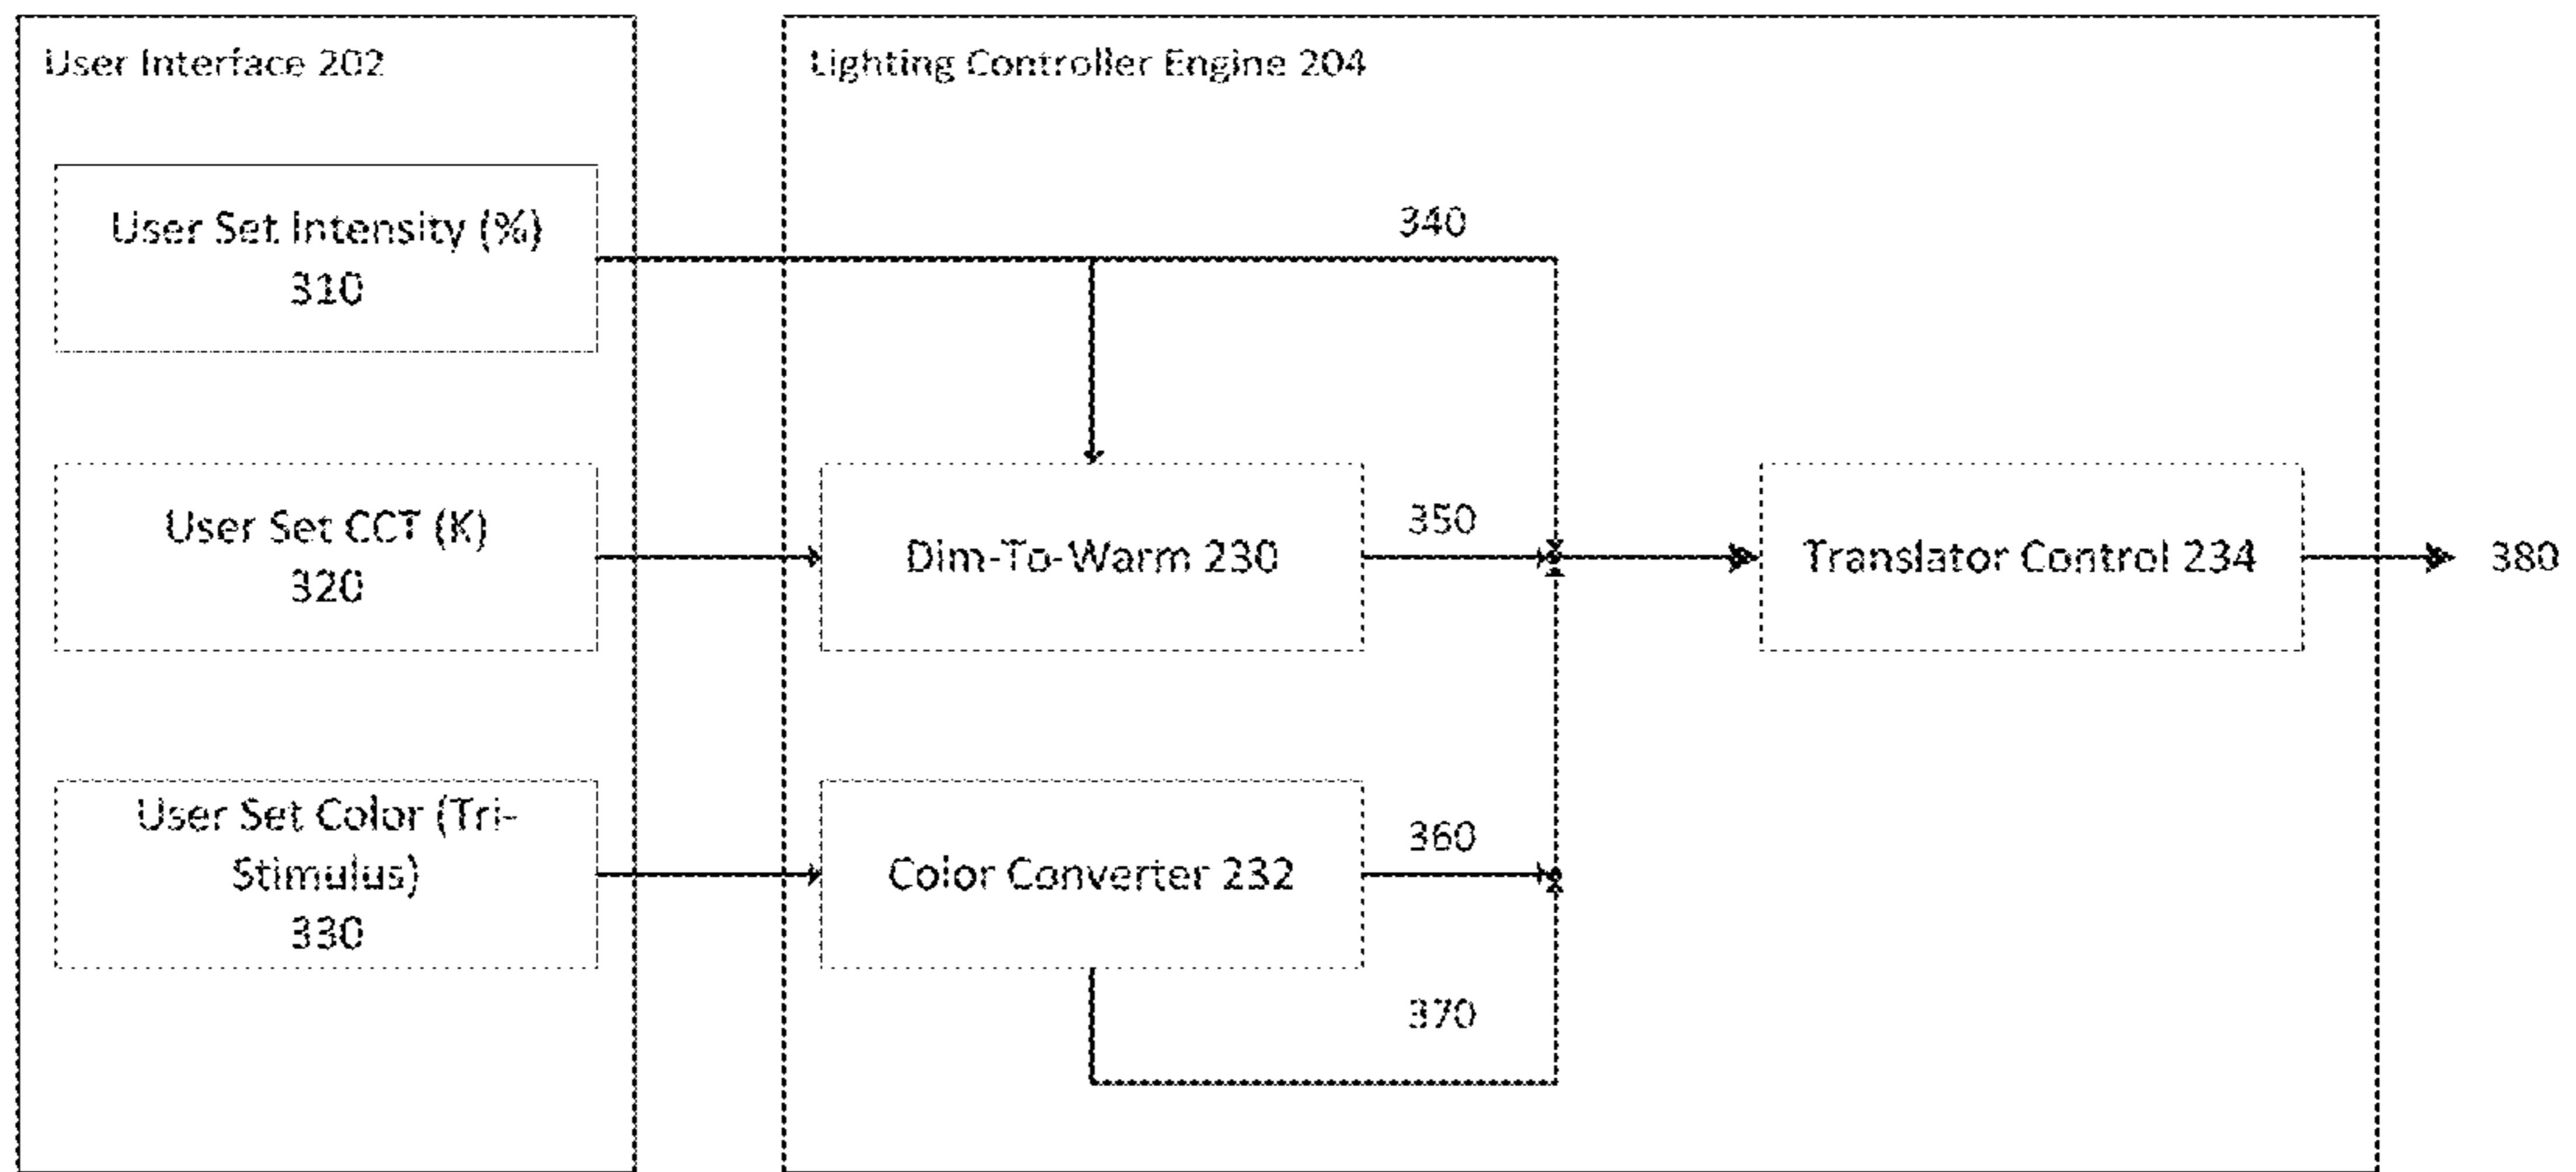 User Interface 202
Lighting Controller Engine 204
User Set Intensity (%)
310
340
User Set CCT (K)
320
Dim-To-Warm 230
350
Translator Control 234
380
User Set Color (Tri-
Stimulus)
330
Color Converter 232
360
370